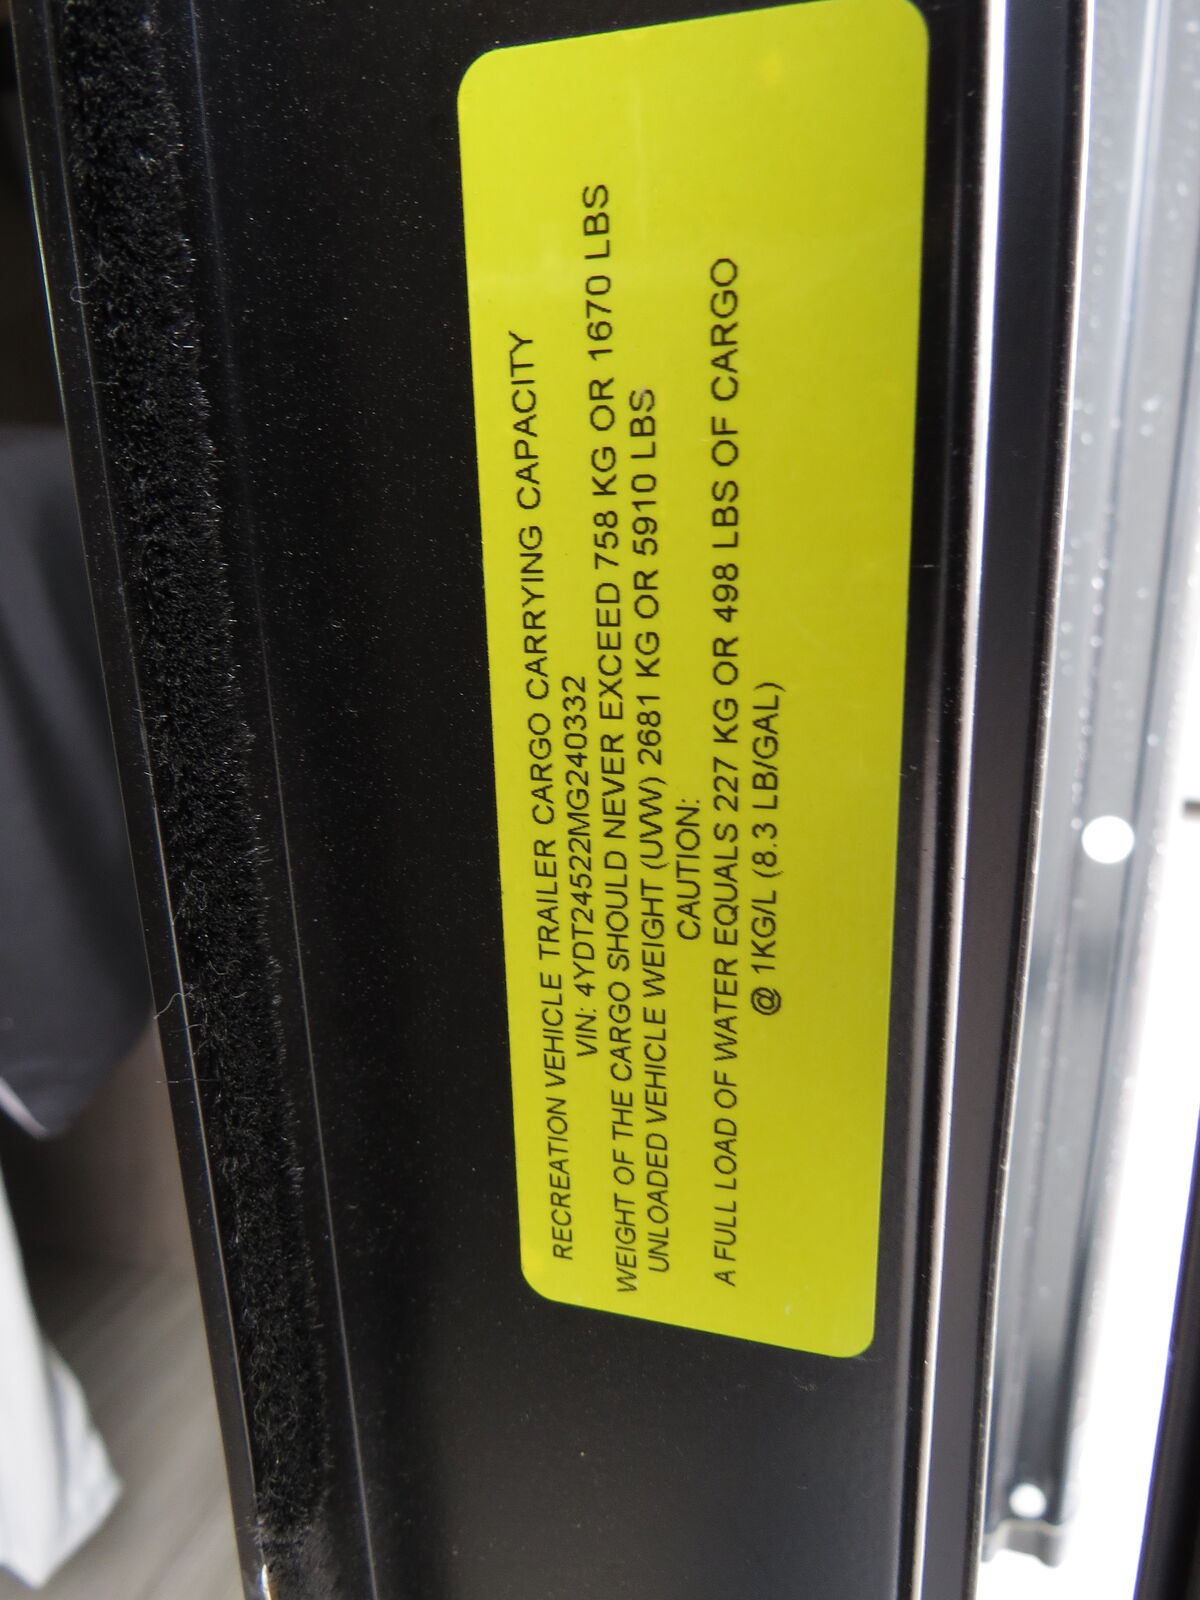 RECREATION VEHICLE TRAILER CARGO CARRYING CAPACITY
VIN: 4YDT24522MG240332
WEIGHT OF THE CARGO SHOULD NEVER EXCEED 758 KG OR 1670 LBS
UNLOADED VEHICLE WEIGHT (UVW) 2681 KG OR 5910 LBS
CAUTION:
A FULL LOAD OF WATER EQUALS 227 KG OR 498 LBS OF CARGO
@ 1KG/L (8.3 LB/GAL)